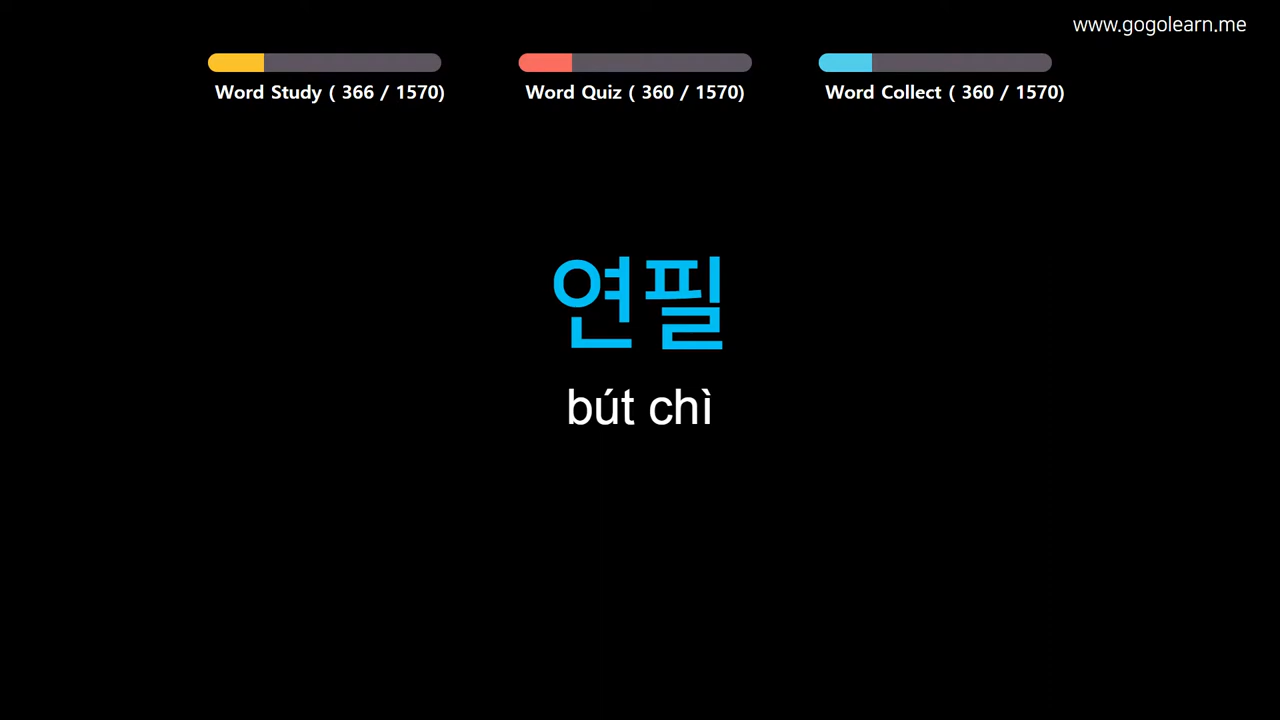 www.gogolearn.me
Word Study ( 366 / 1570)
Word Quiz ( 360 / 1570)
Word Collect ( 360 / 1570)
연필
bút chì